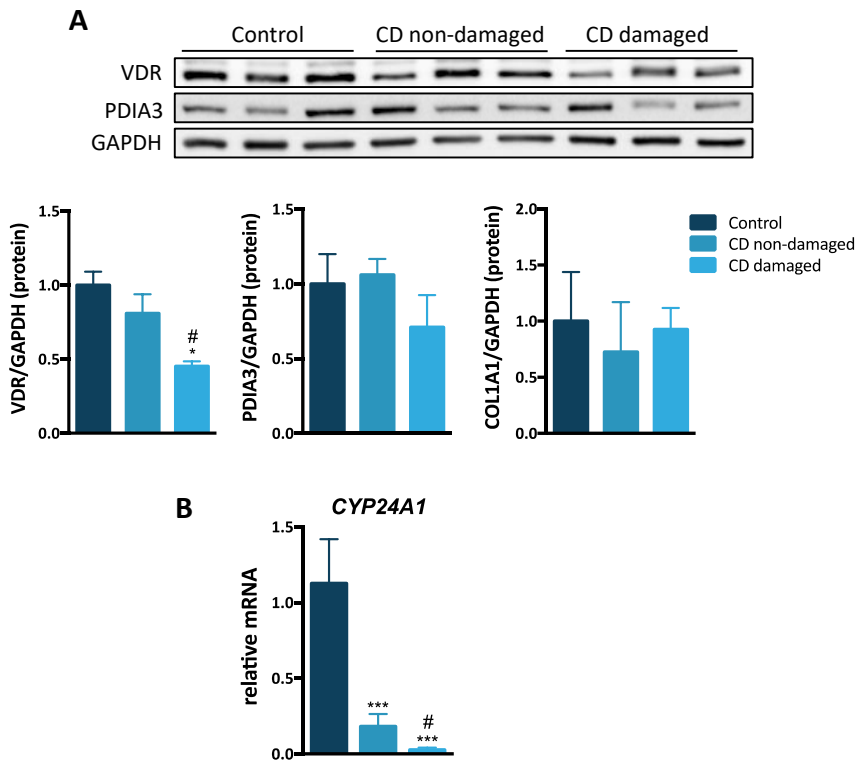 A
Control CD non-damaged CD damaged
VDR
PDIA3
GAPDH
VDR/GAPDH (protein)
1.5
1.0
0.5
0.0
#
*
PDIA3/GAPDH (protein)
1.5
1.0
0.5
0.0
COL1A1/GAPDH (protein)
2.0
1.5
1.0
0.5
0.0
Control
CD non-damaged
CD damaged
B
CYP24A1
relative mRNA
1.5
1.0
0.5
0.0
***
#
***